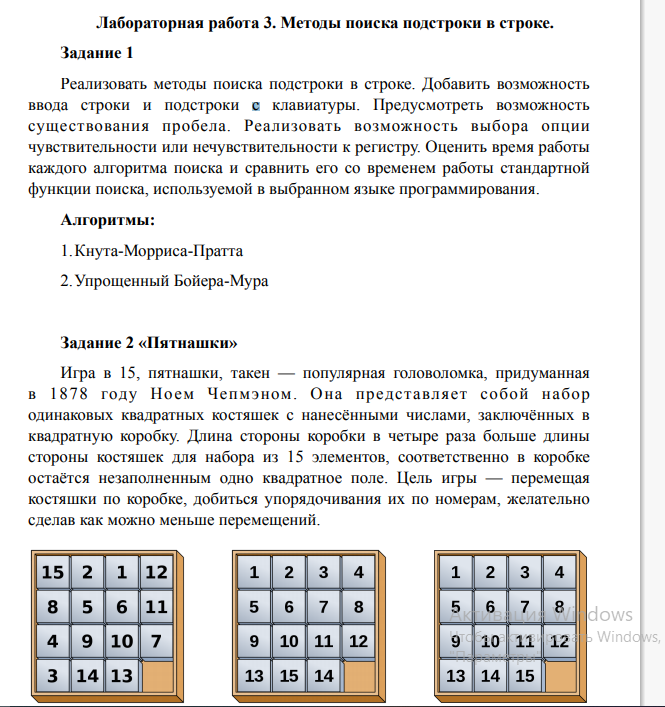 Лабораторная работа 3. Методы поиска подстроки в строке.
Задание 1
Реализовать методы поиска подстроки в строке. Добавить возможность
ввода строки и подстроки с клавиатуры. Предусмотреть возможность
существования пробела. Реализовать возможность выбора опции
чувствительности или нечувствительности к регистру. Оценить время работы
каждого алгоритма поиска и сравнить его со временем работы стандартной
функции поиска, используемой в выбранном языке программирования.
Алгоритмы:
1. Кнута-Морриса-Пратта
2. Упрощенный Бойера-Мура
Задание 2 «Пятнашки»
Игра в 15, пятнашки, такен — популярная головоломка, придуманная
в 1878 году Ноем Чепмэном. Она представляет собой набор
одинаковых квадратных костяшек с нанесёнными числами, заключённых в
квадратную коробку. Длина стороны коробки в четыре раза больше длины
стороны костяшек для набора из 15 элементов, соответственно в коробке
остаётся незаполненным одно квадратное поле. Цель игры — перемещая
костяшки по коробке, добиться упорядочивания их по номерам, желательно
сделав как можно меньше перемещений.
15 2 1 12
8 5 6 11
4 9 10 7
3 14 13
1 2 3 4
5 6 7 8
9 10 11 12
13 15 14
1 2 3 4
5 6 7 8
9 10 11 12
13 14 15
Активация Windows
Чтобы активировать Windows,